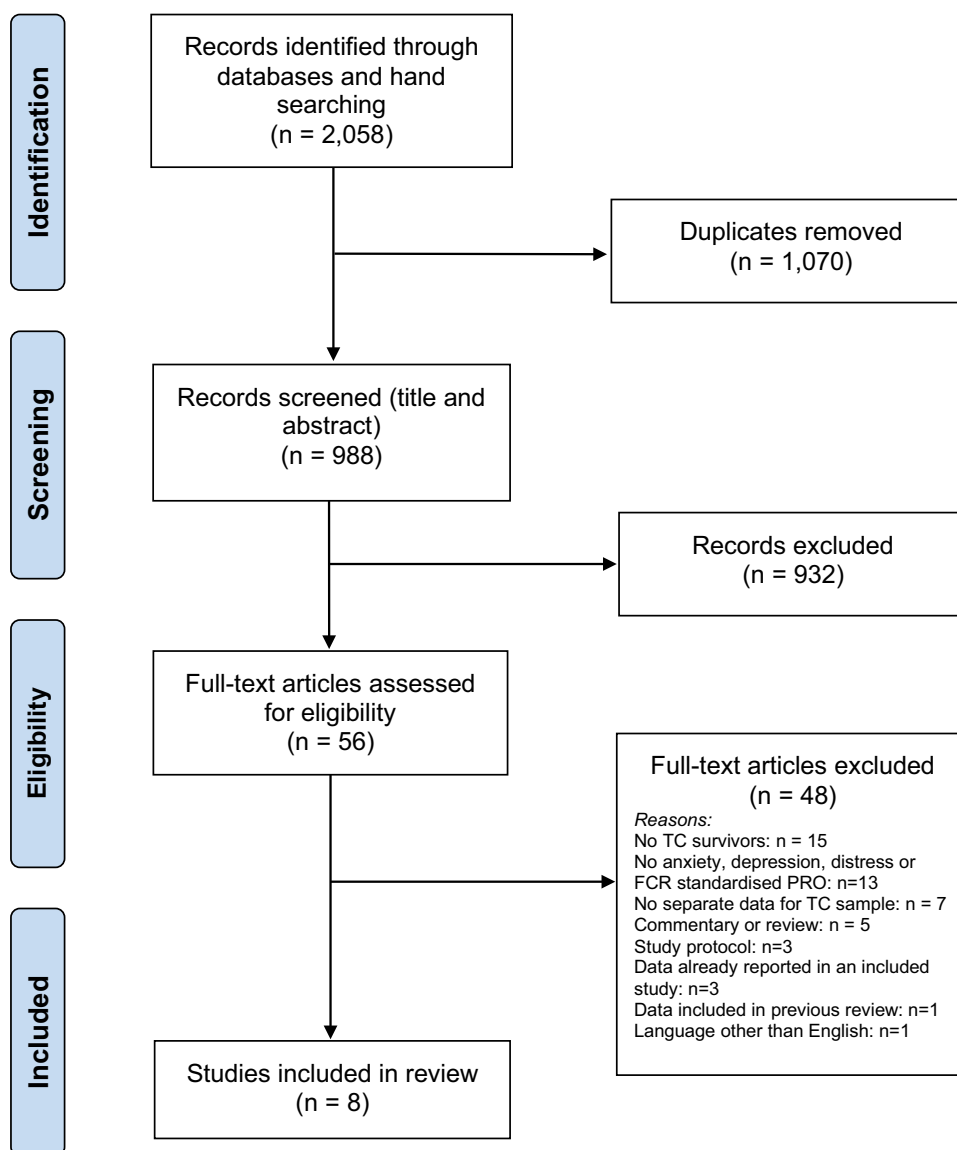 Identification
Records identified through
databases and hand
searching
(n = 2,058)
Duplicates removed
(n = 1,070)
Screening
Records screened (title and
abstract)
(n = 988)
Records excluded
(n = 932)
Eligibility
Full-text articles assessed
for eligibility
(n = 56)
Full-text articles excluded
(n = 48)
Reasons:
No TC survivors: n = 15
No anxiety, depression, distress or
FCR standardised PRO: n=13
No separate data for TC sample: n = 7
Commentary or review: n = 5
Study protocol: n=3
Data already reported in an included
study: n=3
Data included in previous review: n=1
Language other than English: n=1
Included
Studies included in review
(n = 8)